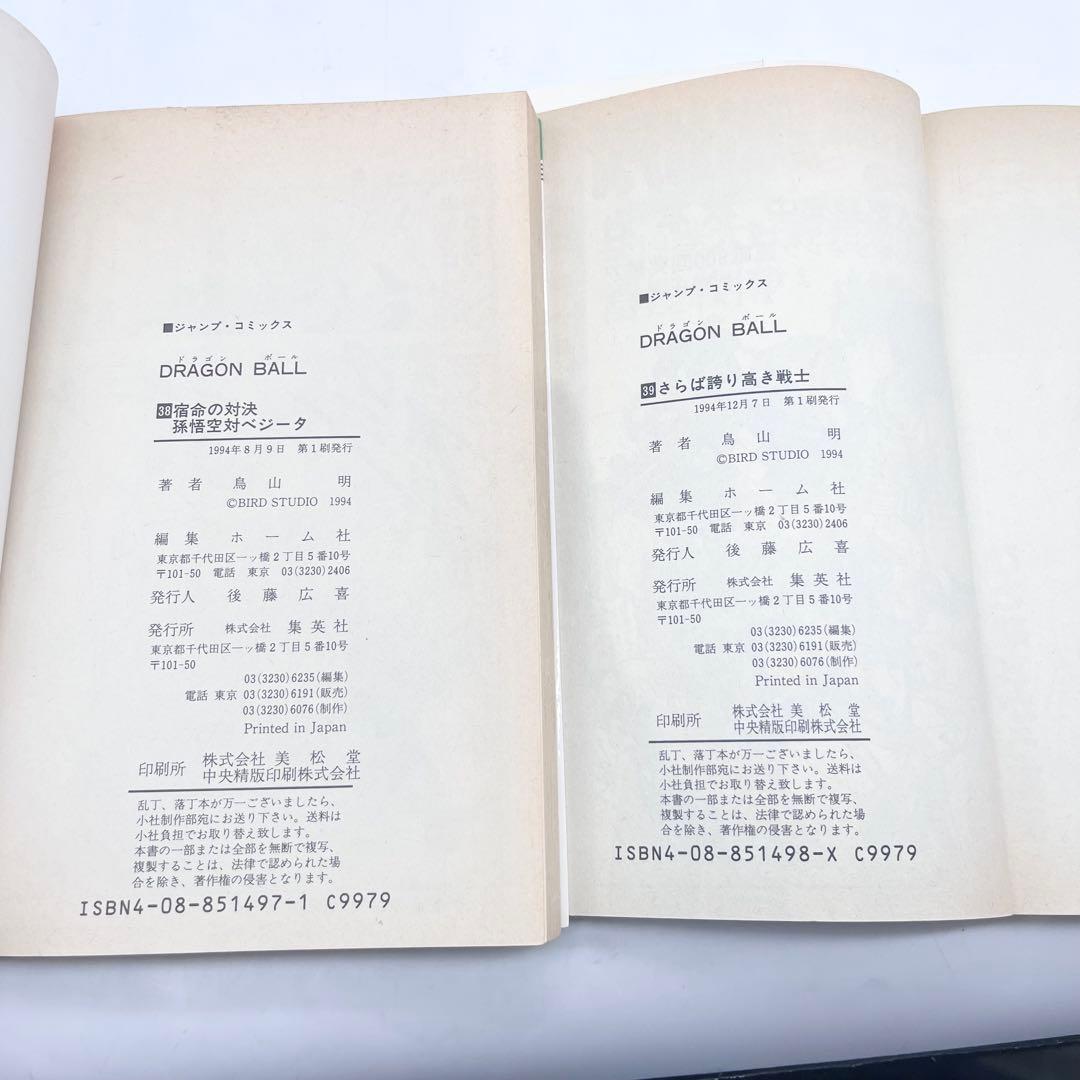 ■ジャンプ・コミックス
ドラゴン ボール
DRAGON BALL
38宿命の対決
孫悟空対ベジータ
1994年8月9日 第1刷発行
著者 鳥山 明
©BIRD STUDIO 1994
編集 ホーム社
東京都千代田区一ッ橋2丁目5番10号
〒101-50 電話 東京 03(3230)2406
発行人 後藤広喜
発行所 株式会社 集英社
東京都千代田区一ッ橋2丁目5番10号
〒101-50
03(3230)6235(編集)
電話 東京 03(3230)6191(販売)
03(3230)6076(制作)
Printed in Japan
印刷所 株式会社 美松堂
中央精版印刷株式会社
乱丁、落丁本が万一ございましたら、
小社制作部宛にお送り下さい。送料は
小社負担でお取り替え致します。
本書の一部または全部を無断で複写、
複製することは、法律で認められた場
合を除き、著作権の侵害となります。
ISBN4-08-851497-1 C9979
■ジャンプ・コミックス
ドラゴン ボール
DRAGON BALL
39さらば誇り高き戦士
1994年12月7日 第1刷発行
著者 鳥山 明
©BIRD STUDIO 1994
編集 ホーム社
東京都千代田区一ッ橋2丁目5番10号
〒101-50 電話 東京 03(3230)2406
発行人 後藤広喜
発行所 株式会社 集英社
東京都千代田区一ッ橋2丁目5番10号
〒101-50
03(3230)6235(編集)
電話 東京 03(3230)6191(販売)
03(3230)6076(制作)
Printed in Japan
印刷所 株式会社 美松堂
中央精版印刷株式会社
乱丁、落丁本が万一ございましたら、
小社制作部宛にお送り下さい。送料は
小社負担でお取り替え致します。
本書の一部または全部を無断で複写、
複製することは、法律で認められた場
合を除き、著作権の侵害となります。
ISBN4-08-851498-X C9979